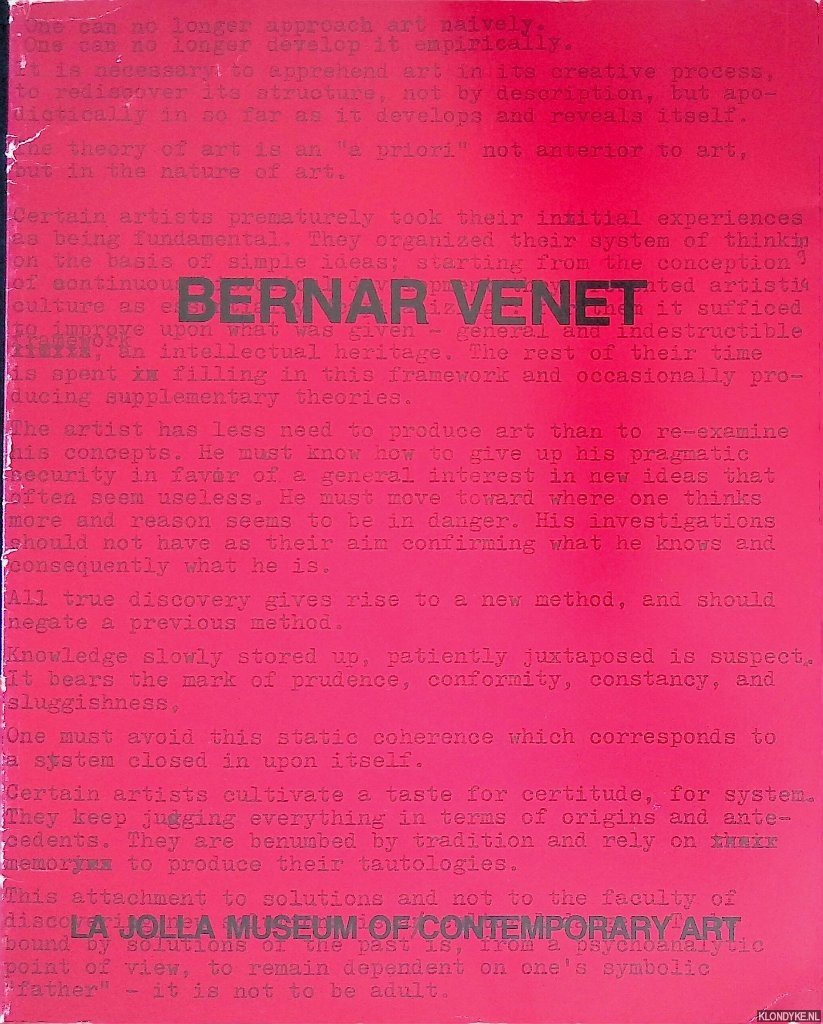 One can no longer approach art naively.
One can no longer develop it empirically.
It is necessary to apprehend art in its creative process,
to rediscover its structure, not by description, but apo-
dictically in so far as it develops and reveals itself.
The theory of art is an "a priori" not anterior to art,
but in the nature of art.
Certain artists prematurely took their initial experiences
as being fundamental. They organized their system of thinking
on the basis of simple ideas; starting from the conception
of continuous
artistic
BERNAR VENET
culture as
them it sufficed
to improve upon what was given – general and indestructible
framework
, an intellectual heritage. The rest of their time
is spent in filling in this framework and occasionally pro-
ducing supplementary theories.
The artist has less need to produce art than to re-examine
his concepts. He must know how to give up his pragmatic
security in favor of a general interest in new ideas that
often seem useless. He must move toward where one thinks
more and reason seems to be in danger. His investigations
should not have as their aim confirming what he knows and
consequently what he is.
All true discovery gives rise to a new method, and should
negate a previous method.
Knowledge slowly stored up, patiently juxtaposed is suspect.
It bears the mark of prudence, conformity, constancy, and
sluggishness.
One must avoid this static coherence which corresponds to
a system closed in upon itself.
Certain artists cultivate a taste for certitude, for system.
They keep judging everything in terms of origins and ante-
cedents. They are benumbed by tradition and rely on
memory to produce their tautologies.
This attachment to solutions and not to the faculty of
LA JOLLA MUSEUM OF CONTEMPORARY ART
bound by solutions of the past is, from a psychoanalytic
point of view, to remain dependent on one's symbolic
"father" – it is not to be adult.
KLONDYKE.NL